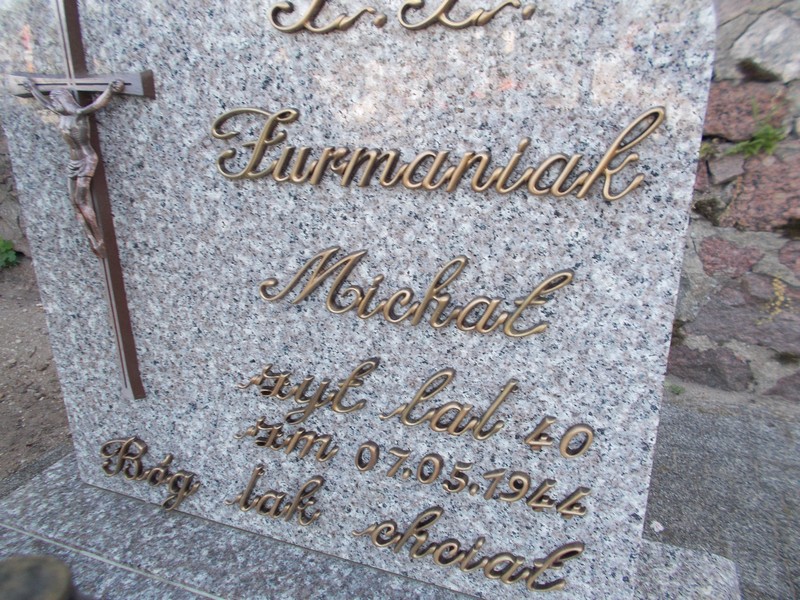 Furmaniak
Michał
żył lat 40
zm 07.05.1944
Bóg tak chciał